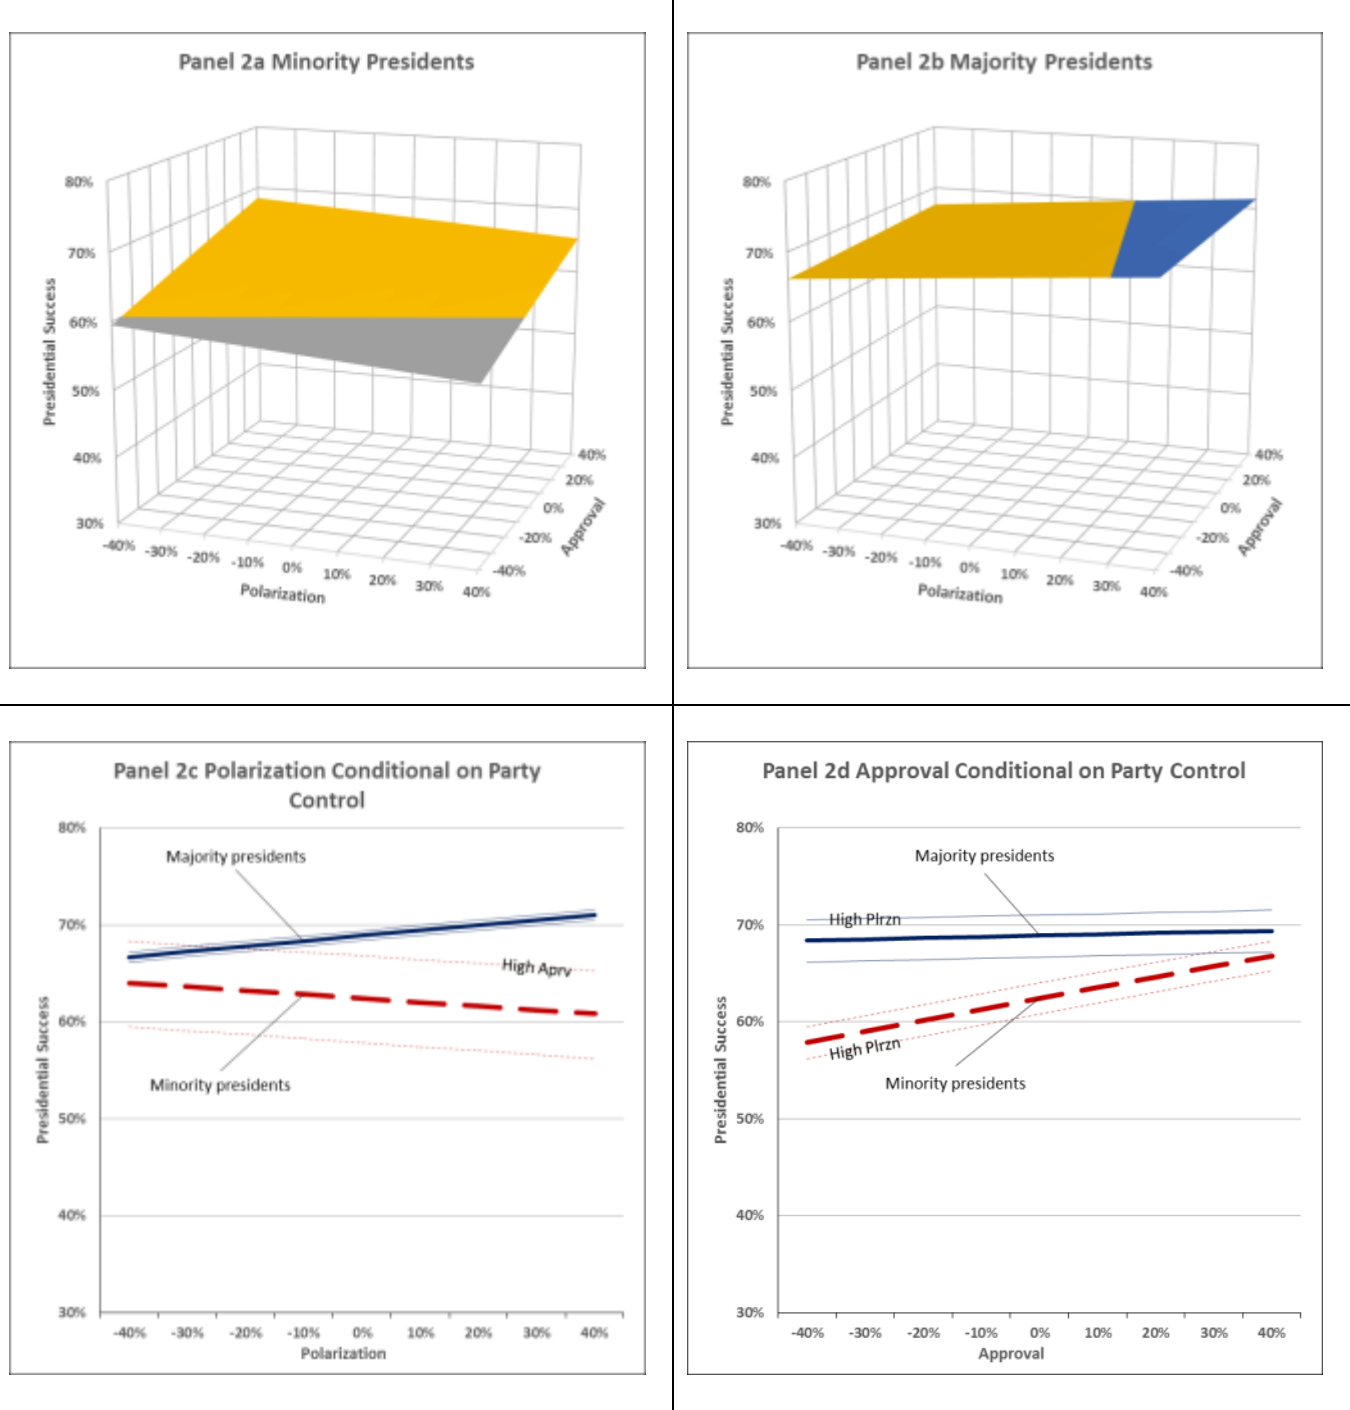 Panel 2a Minority Presidents
80%
70%
60%
50%
40%
30%
Presidential Success
-40% -30% -20% -10% 0% 10% 20% 30% 40%
Polarization
-40% -20% 0% 20% 40%
Approval
Panel 2b Majority Presidents
80%
70%
60%
50%
40%
30%
Presidential Success
-40% -30% -20% -10% 0% 10% 20% 30% 40%
Polarization
-40% -20% 0% 20% 40%
Approval
Panel 2c Polarization Conditional on Party
Control
80%
70%
60%
50%
40%
30%
Presidential Success
Majority presidents
High Aprv
Minority presidents
-40% -30% -20% -10% 0% 10% 20% 30% 40%
Polarization
Panel 2d Approval Conditional on Party Control
80%
70%
60%
50%
40%
30%
Presidential Success
Majority presidents
High Plrzn
High Plrzn
Minority presidents
-40% -30% -20% -10% 0% 10% 20% 30% 40%
Approval